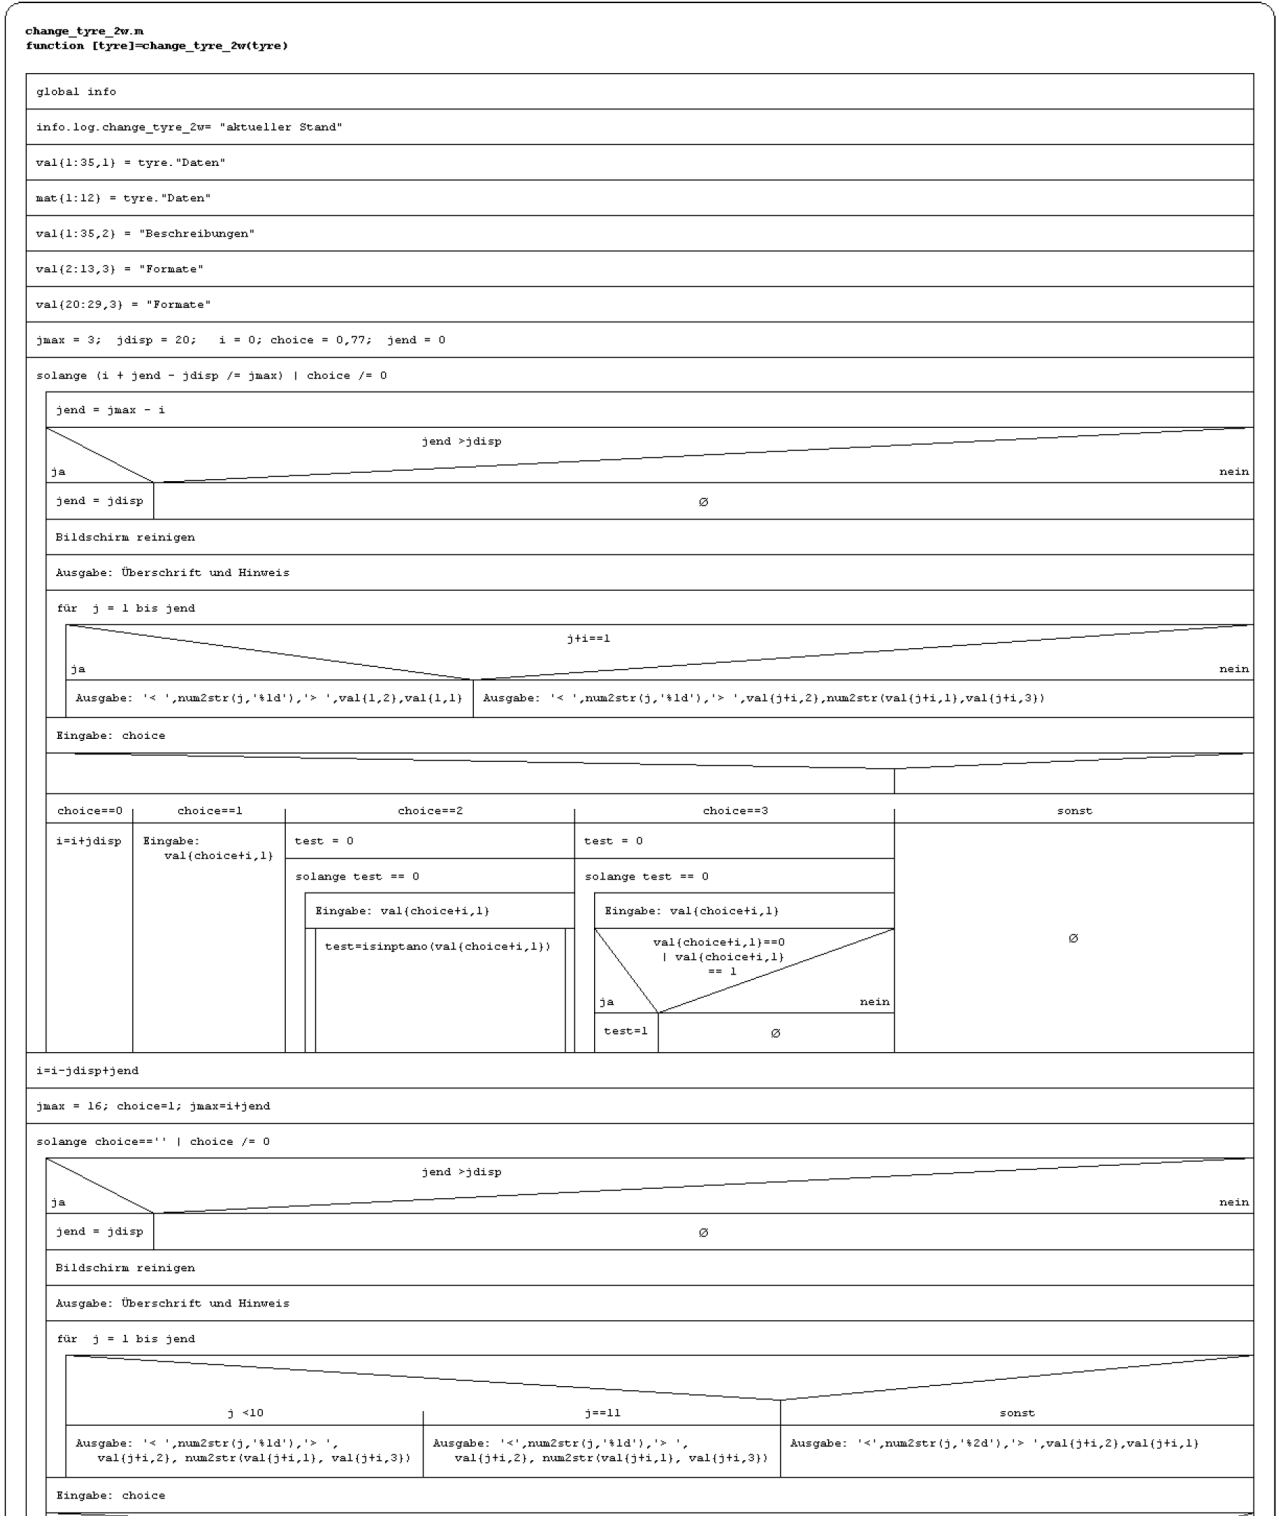 change_tyre_2w.m
function [tyre]=change_tyre_2w(tyre)
global info
info.log.change_tyre_2w= "aktueller Stand"
val{1:35,1} = tyre."Daten"
mat{1:12} = tyre."Daten"
val{1:35,2} = "Beschreibungen"
val{2:13,3} = "Formate"
val{20:29,3} = "Formate"
jmax = 3;  jdisp = 20;   i = 0; choice = 0,77;  jend = 0
solange (i + jend - jdisp /= jmax) | choice /= 0
jend = jmax - i
jend >jdisp
ja
nein
jend = jdisp
Ø
Bildschirm reinigen
Ausgabe: Überschrift und Hinweis
für  j = 1 bis jend
j+i==1
ja
nein
Ausgabe: '< ',num2str(j,'%1d'),'> ',val{1,2},val{1,1}
Ausgabe: '< ',num2str(j,'%1d'),'> ',val{j+i,2},num2str(val{j+i,1},val{j+i,3})
Eingabe: choice
choice==0
choice==1
choice==2
choice==3
sonst
i=i+jdisp
Eingabe:
val{choice+i,1}
test = 0
solange test == 0
Eingabe: val{choice+i,1}
test=isinptano(val{choice+i,1})
test = 0
solange test == 0
Eingabe: val{choice+i,1}
val{choice+i,1}==0
| val{choice+i,1}
== 1
ja
nein
test=1
Ø
Ø
i=i-jdisp+jend
jmax = 16; choice=1; jmax=i+jend
solange choice=='' | choice /= 0
jend >jdisp
ja
nein
jend = jdisp
Ø
Bildschirm reinigen
Ausgabe: Überschrift und Hinweis
für  j = 1 bis jend
j <10
j==11
sonst
Ausgabe: '< ',num2str(j,'%1d'),'> ',
val{j+i,2}, num2str(val{j+i,1}, val{j+i,3})
Ausgabe: '<',num2str(j,'%1d'),'> ',
val{j+i,2}, num2str(val{j+i,1}, val{j+i,3})
Ausgabe: '<',num2str(j,'%2d'),'> ',val{j+i,2},val{j+i,1}
Eingabe: choice